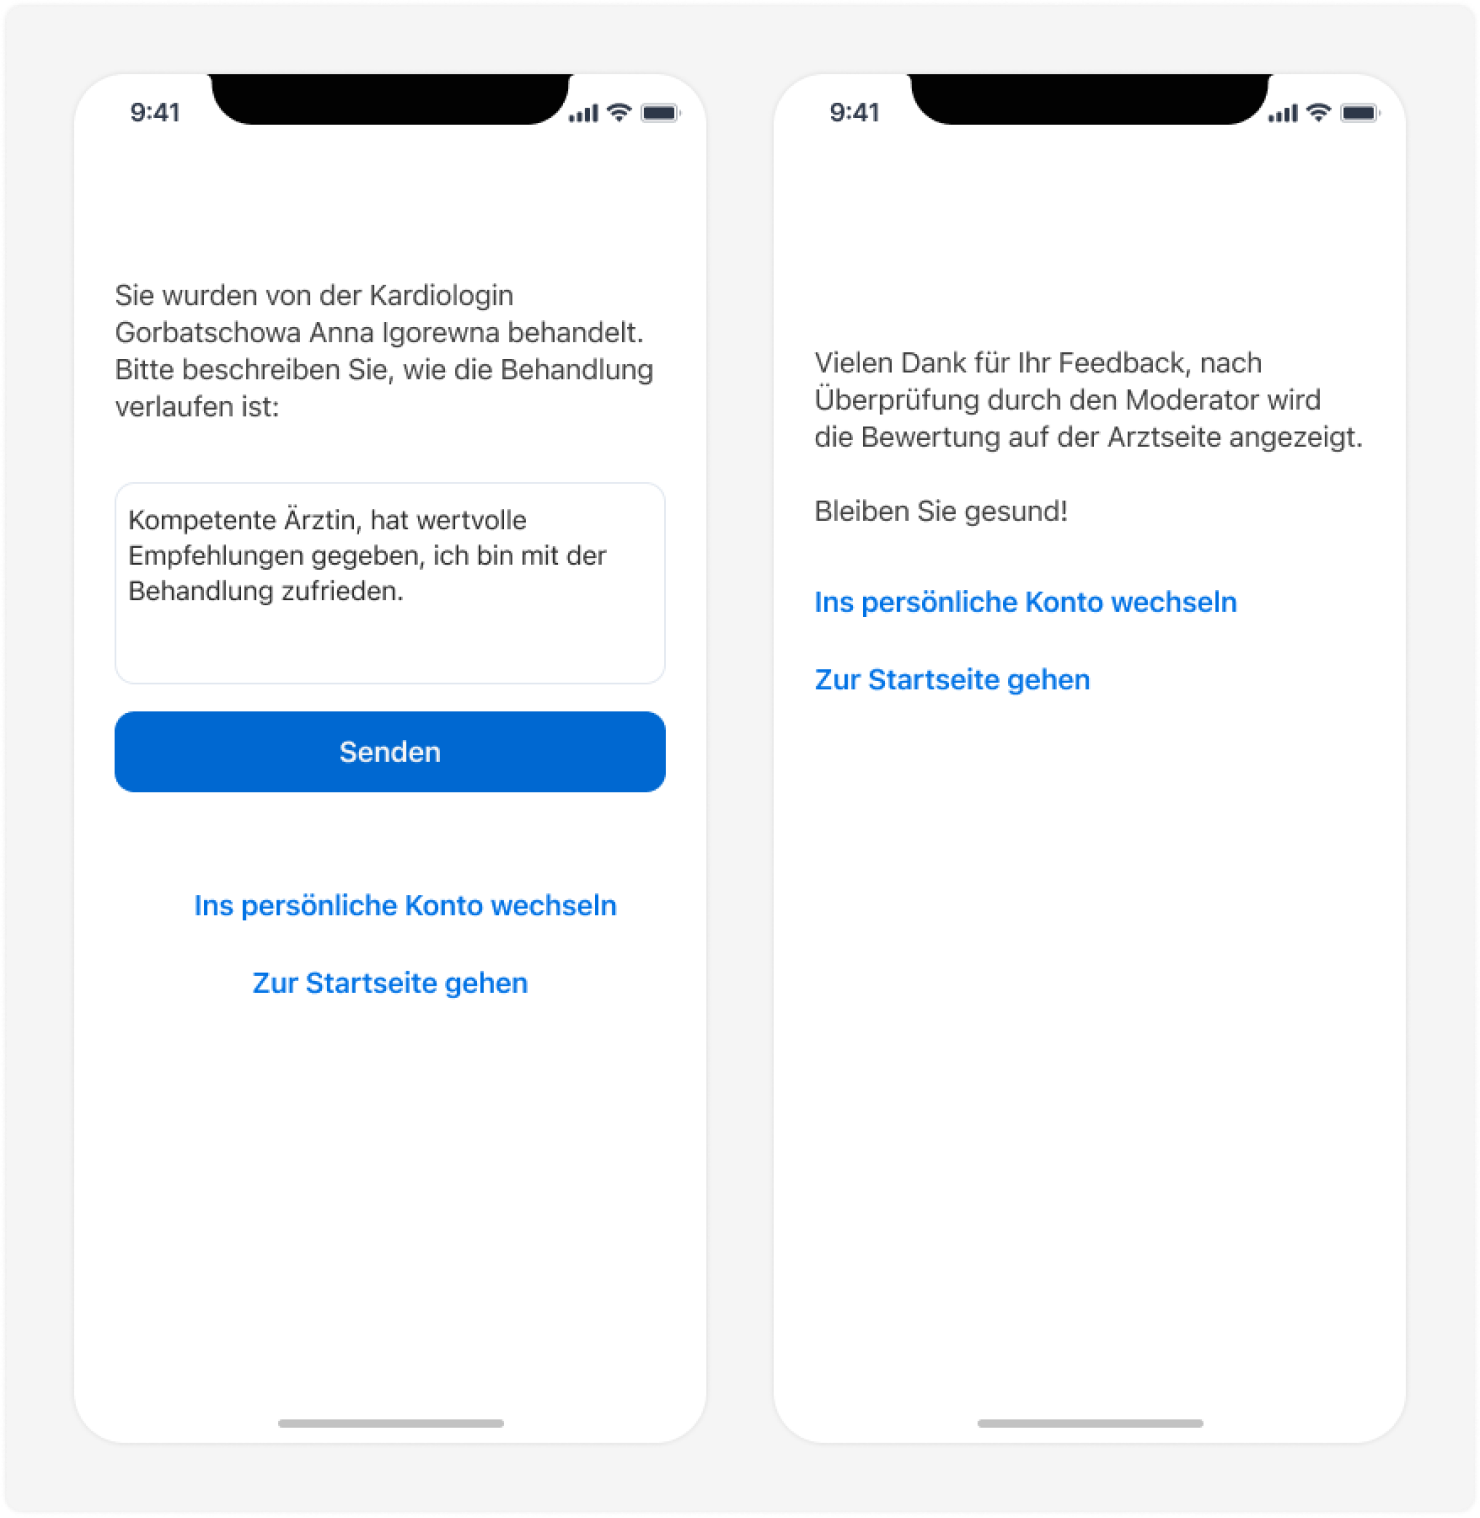 9:41
Sie wurden von der Kardiologin
Gorbatschowa Anna Igorewna behandelt.
Bitte beschreiben Sie, wie die Behandlung
verlaufen ist:
Kompetente Ärztin, hat wertvolle
Empfehlungen gegeben, ich bin mit der
Behandlung zufrieden.
Senden
Ins persönliche Konto wechseln
Zur Startseite gehen
9:41
Vielen Dank für Ihr Feedback, nach
Überprüfung durch den Moderator wird
die Bewertung auf der Arztseite angezeigt.
Bleiben Sie gesund!
Ins persönliche Konto wechseln
Zur Startseite gehen